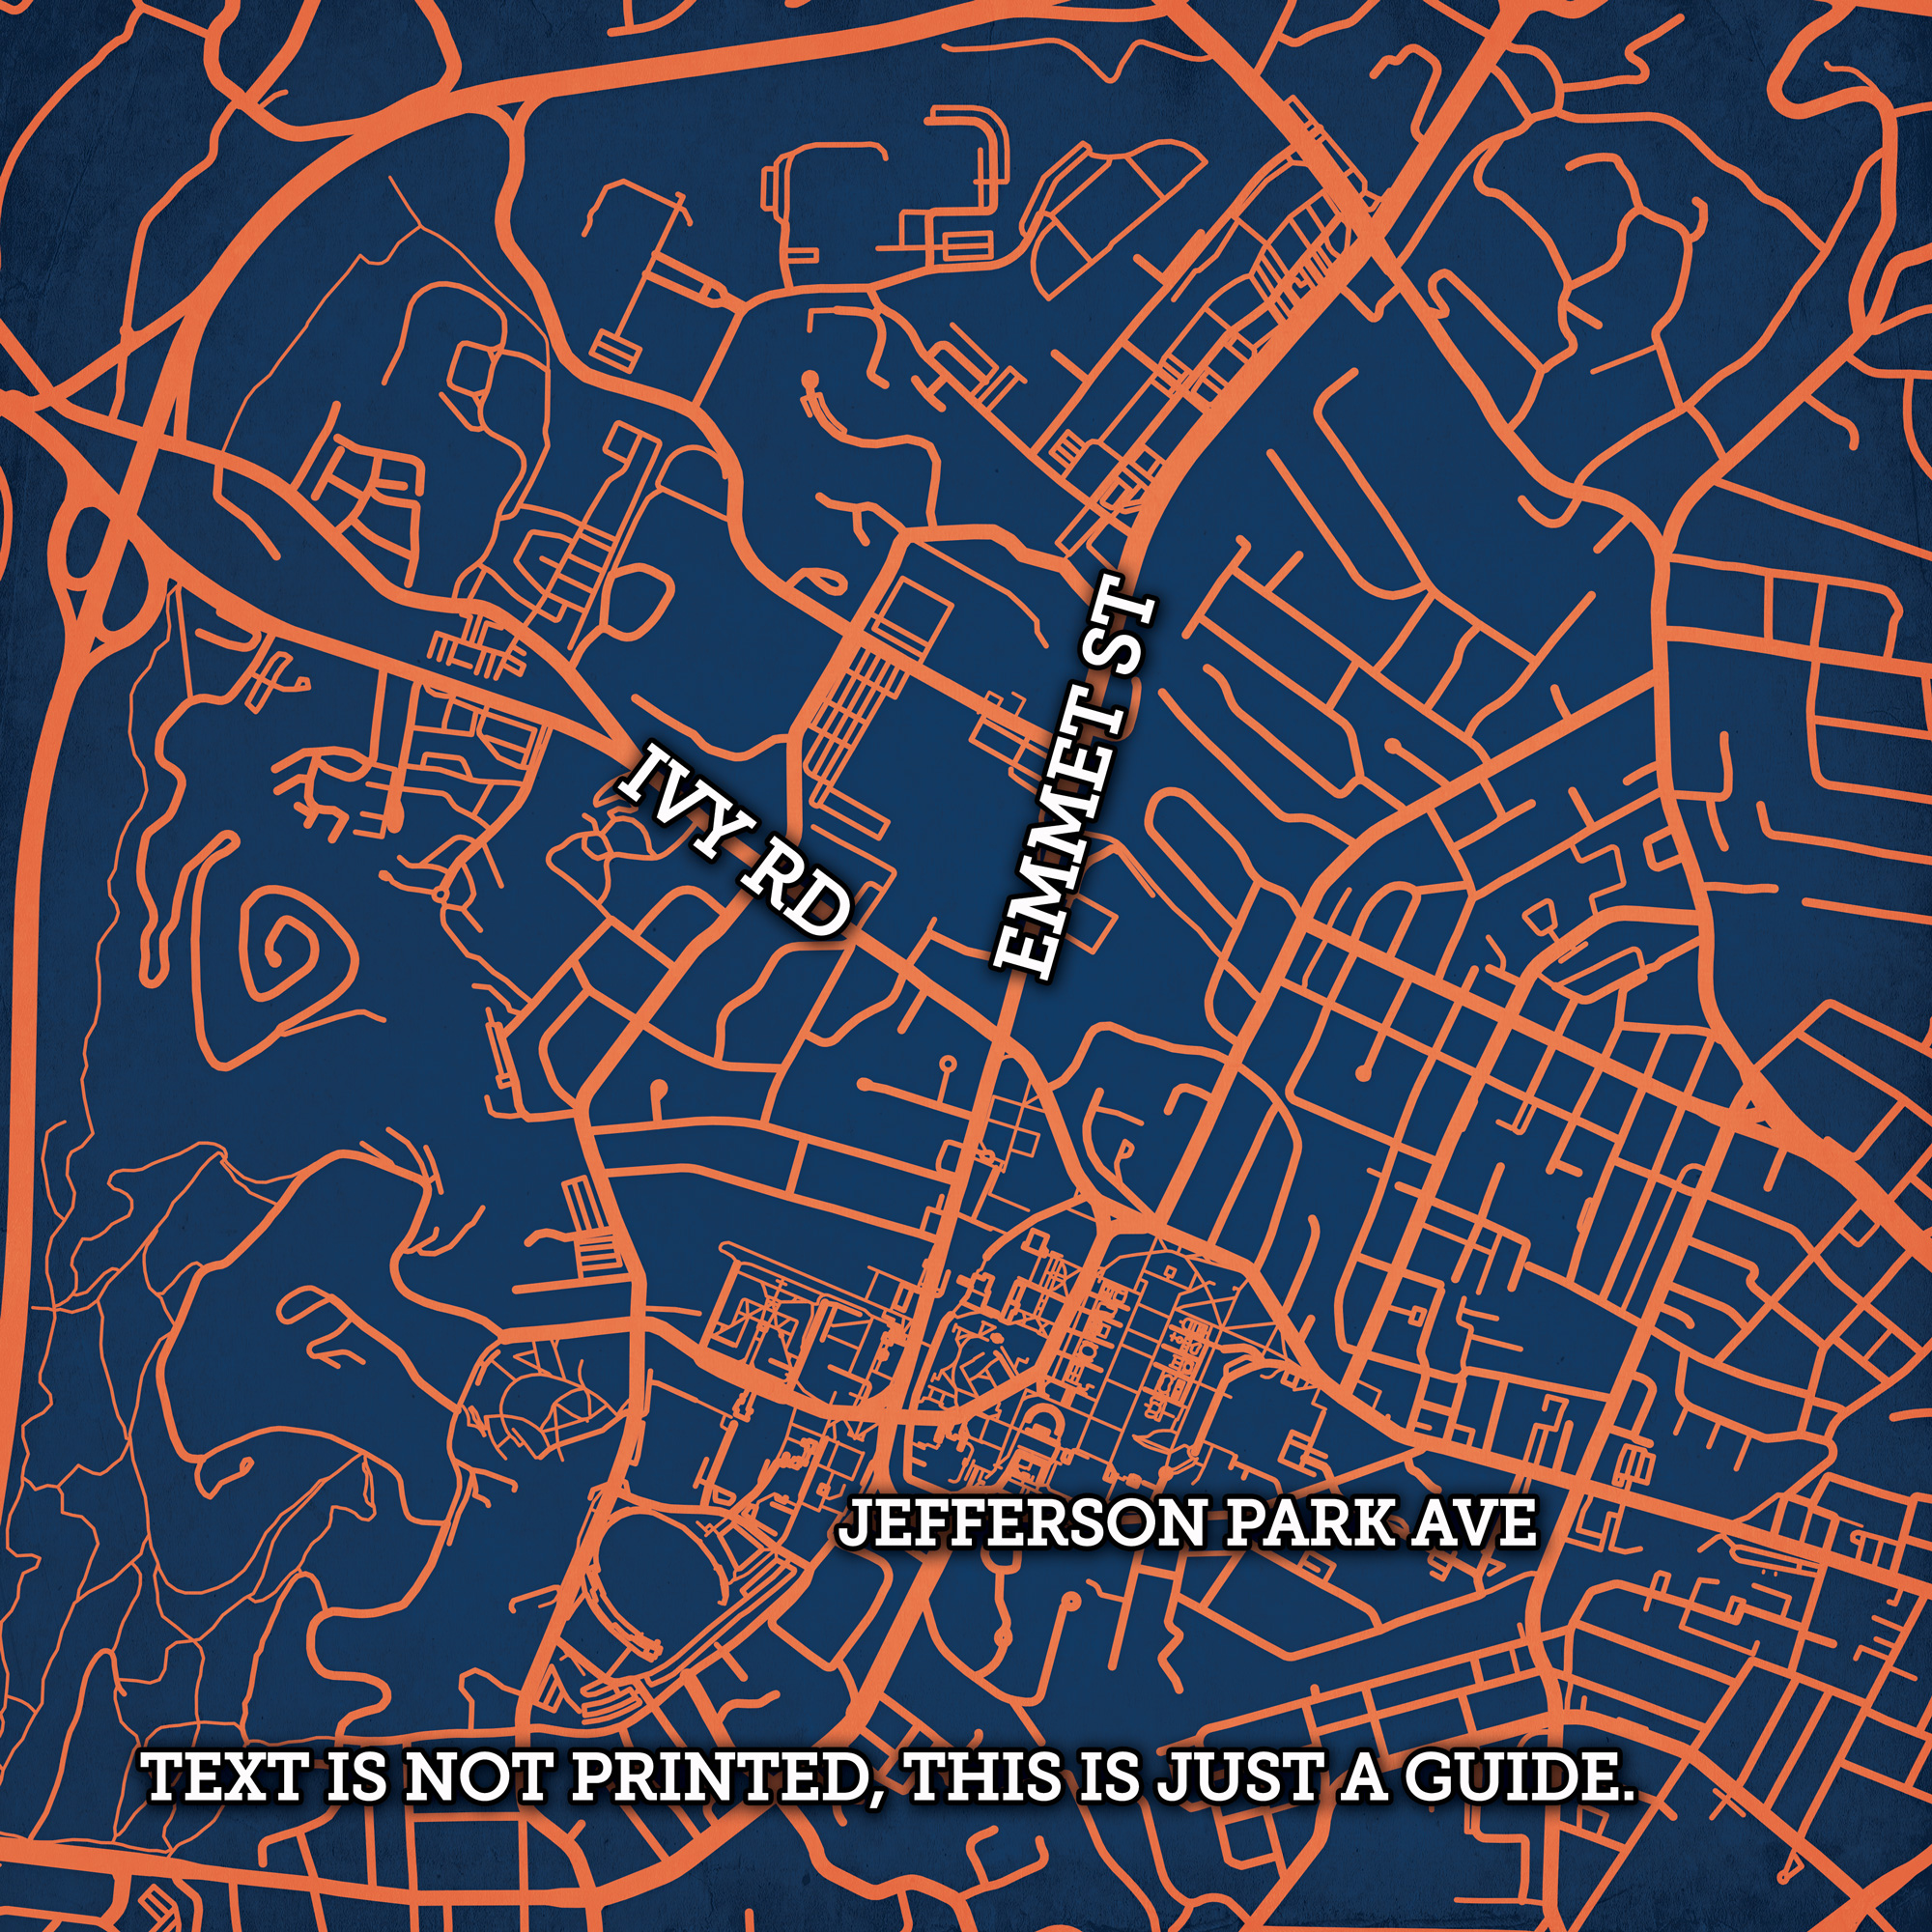 EMMET ST
IVY RD
JEFFERSON PARK AVE
TEXT IS NOT PRINTED, THIS IS JUST A GUIDE.